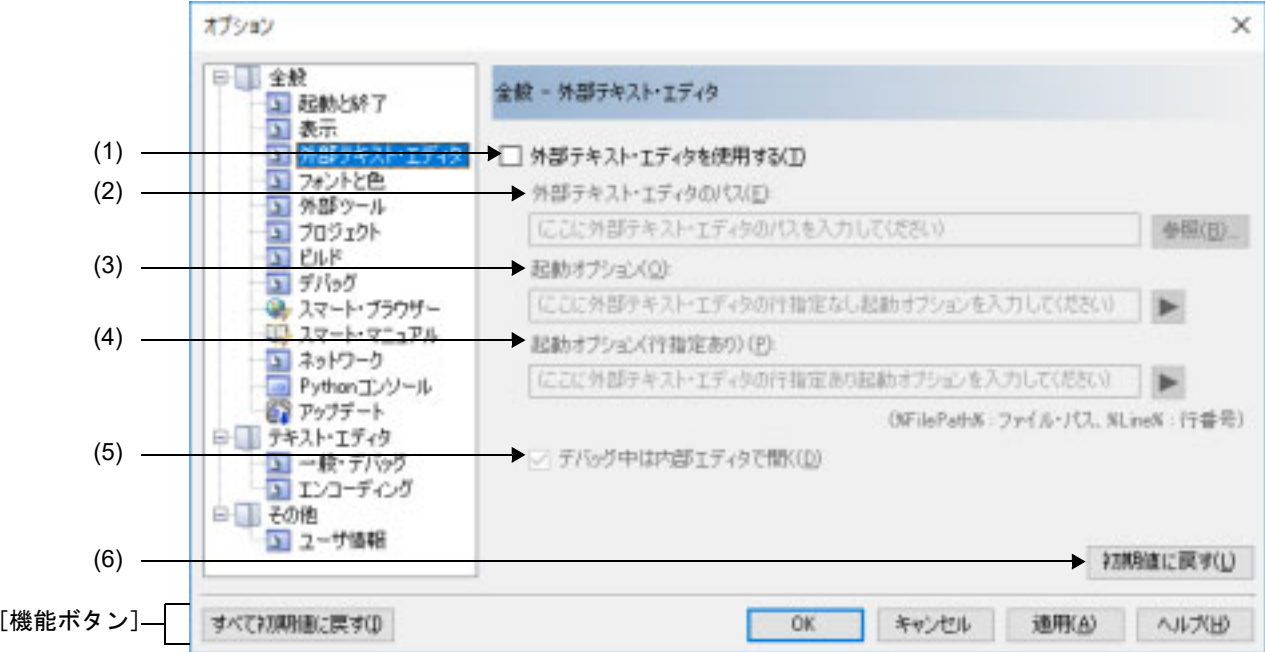 オプション
全般
起動と終了
表示
外部テキスト・エディタ
フォントと色
外部ツール
プロジェクト
ビルド
デバッグ
スマート・ブラウザー
スマート・マニュアル
ネットワーク
Pythonコンソール
アップデート
テキスト・エディタ
一般・デバッグ
エンコーディング
その他
ユーザ情報
全般 - 外部テキスト・エディタ
(1)
外部テキスト・エディタを使用する(T)
(2)
外部テキスト・エディタのパス(E):
(ここに外部テキスト・エディタのパスを入力してください)
参照(R)...
(3)
起動オプション(O):
(ここに外部テキスト・エディタの行指定なし起動オプションを入力してください)
(4)
起動オプション(行指定あり)(P):
(ここに外部テキスト・エディタの行指定あり起動オプションを入力してください)
(%FilePath% : ファイル・パス、%Line% : 行番号)
(5)
デバッグ中は内部エディタで開く(D)
(6)
初期値に戻す(L)
[機能ボタン]
すべて初期値に戻す(I)
OK
キャンセル
適用(A)
ヘルプ(H)